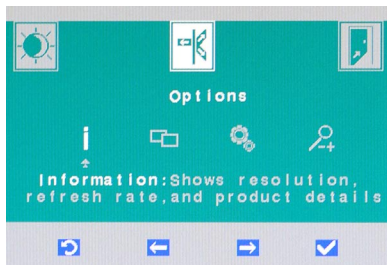 Options
Information:Shows resolution,
refresh rate,and product details